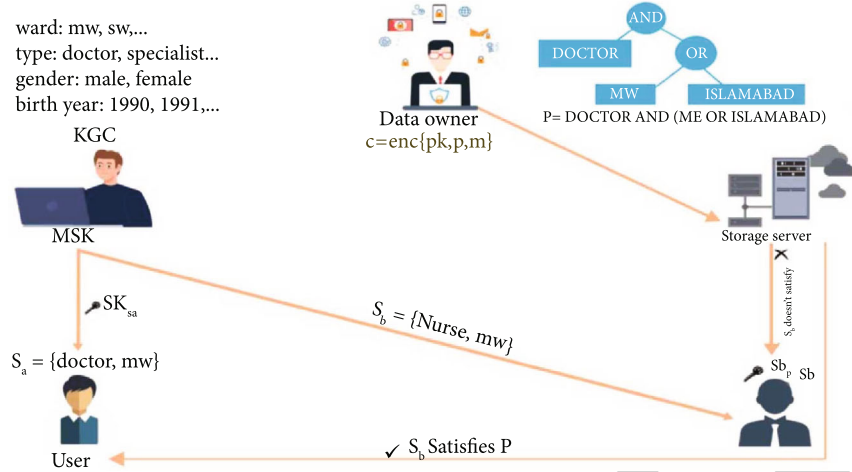 ward: mw, sw,...
type: doctor, specialist...
gender: male, female
birth year: 1990, 1991,...
KGC
MSK
Data owner
c=enc{pk,p,m}
AND
DOCTOR
OR
MW
ISLAMABAD
P= DOCTOR AND (ME OR ISLAMABAD)
Storage server
SKsa
Sb = {Nurse, mw}
Sb doesn't satisfy
Sa = {doctor, mw}
User
Sbp Sb
✓ Sb Satisfies P